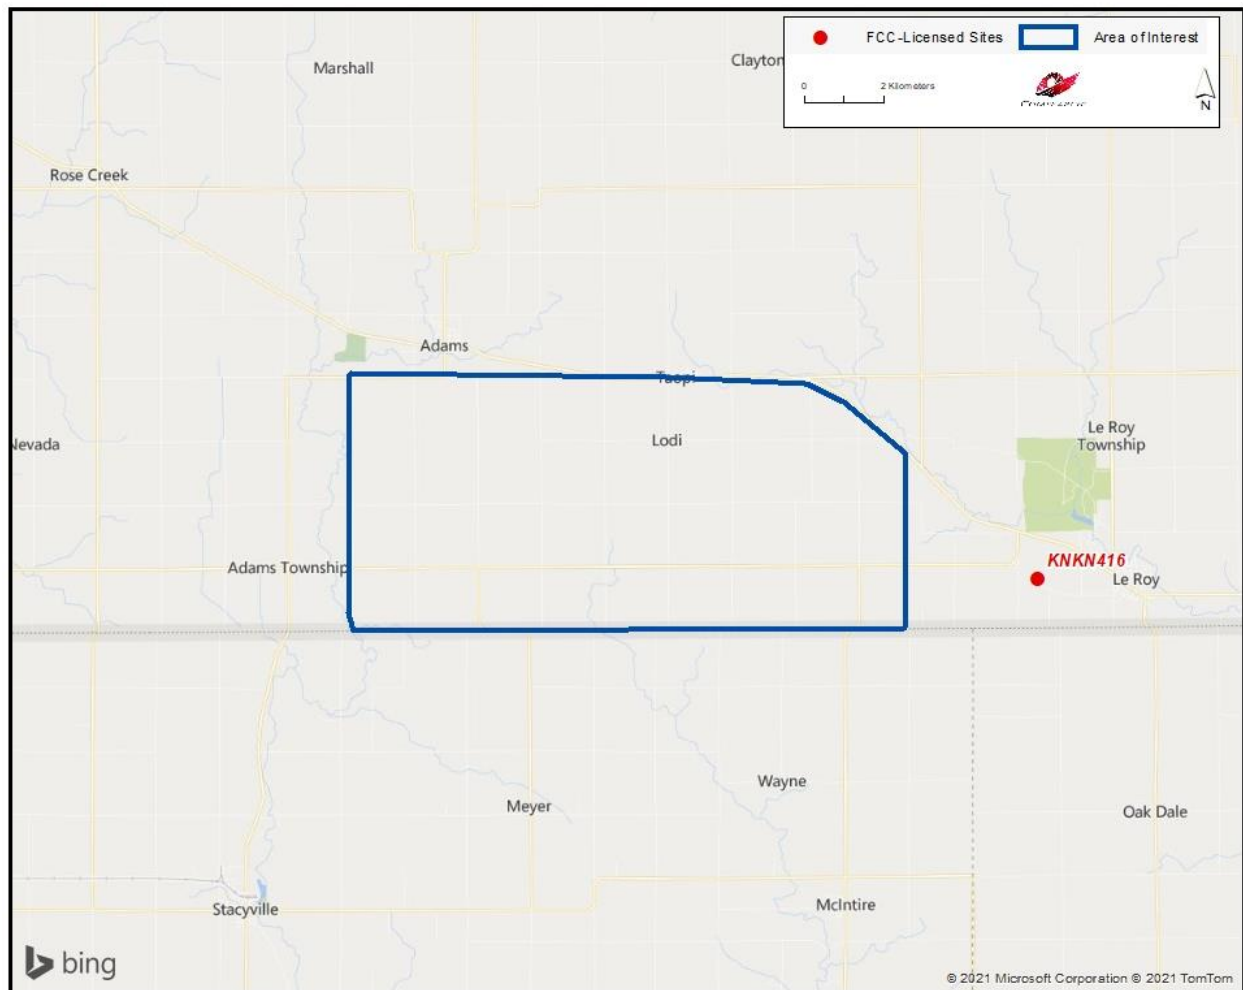 FCC-Licensed Sites
Area of Interest
0
2 Kilometers
N
Marshall
Clayton
Rose Creek
Adams
Taopi
Lodi
Nevada
Le Roy
Township
Adams Township
KNKN416
Le Roy
Wayne
Meyer
Oak Dale
McIntire
Stacyville
bing
© 2021 Microsoft Corporation © 2021 TomTom